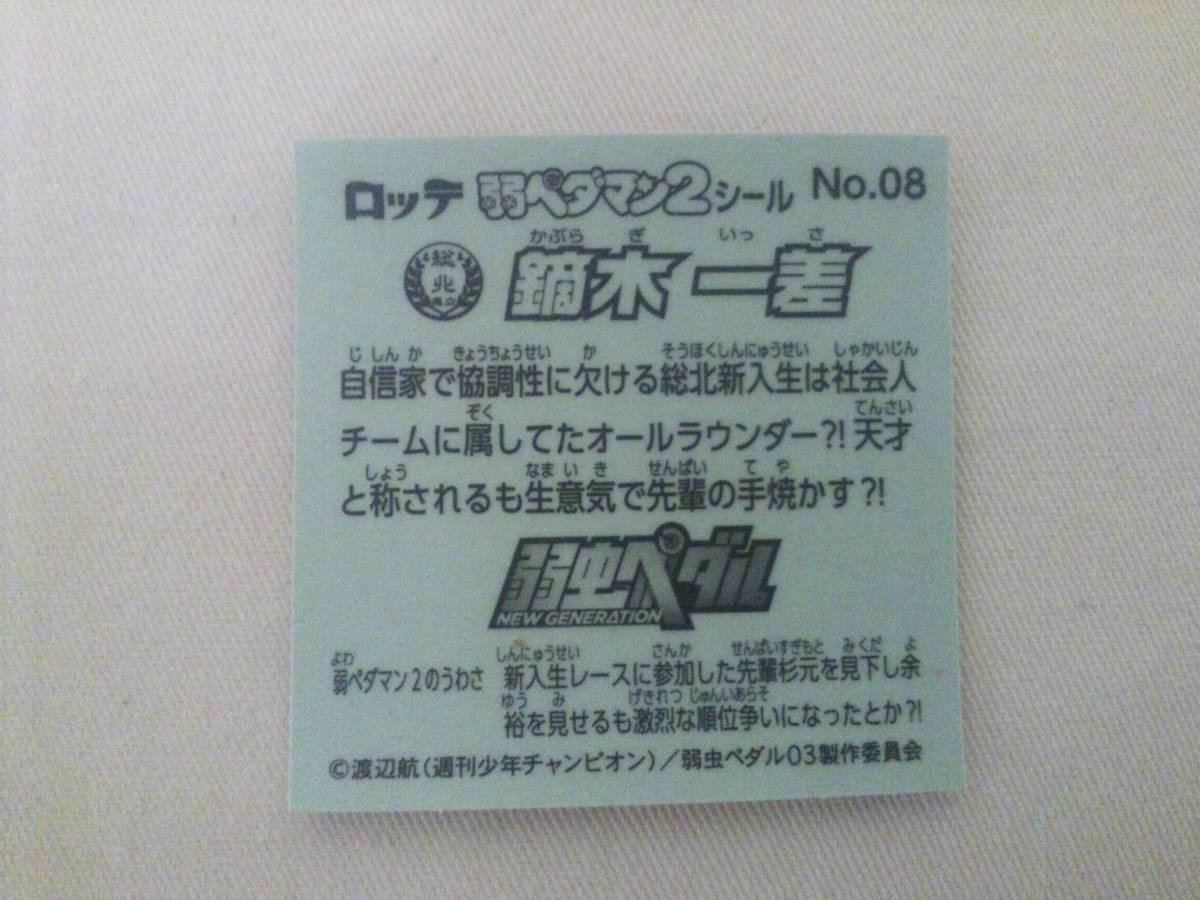 ロッテ 弱ペダマン2シール No.08
かぶら ぎ いっ さ
総北
鏑木 一差
じ しん か きょうちょうせい か そうほくしんにゅうせい しゃかいじん
自信家で協調性に欠ける総北新入生は社会人
ぞく てんさい
チームに属してたオールラウンダー?!天才
しょう なま い き せんぱい て や
と称されるも生意気で先輩の手焼かす?!
弱虫ペダル
NEW GENERATION
よわ しんにゅうせい さんか せんぱいすぎもと みくだ よ
弱ペダマン2のうわさ 新入生レースに参加した先輩杉元を見下し余
ゆう み げきれつ じゅんいあらそ
裕を見せるも激烈な順位争いになったとか?!
©渡辺航(週刊少年チャンピオン)/弱虫ペダル03製作委員会